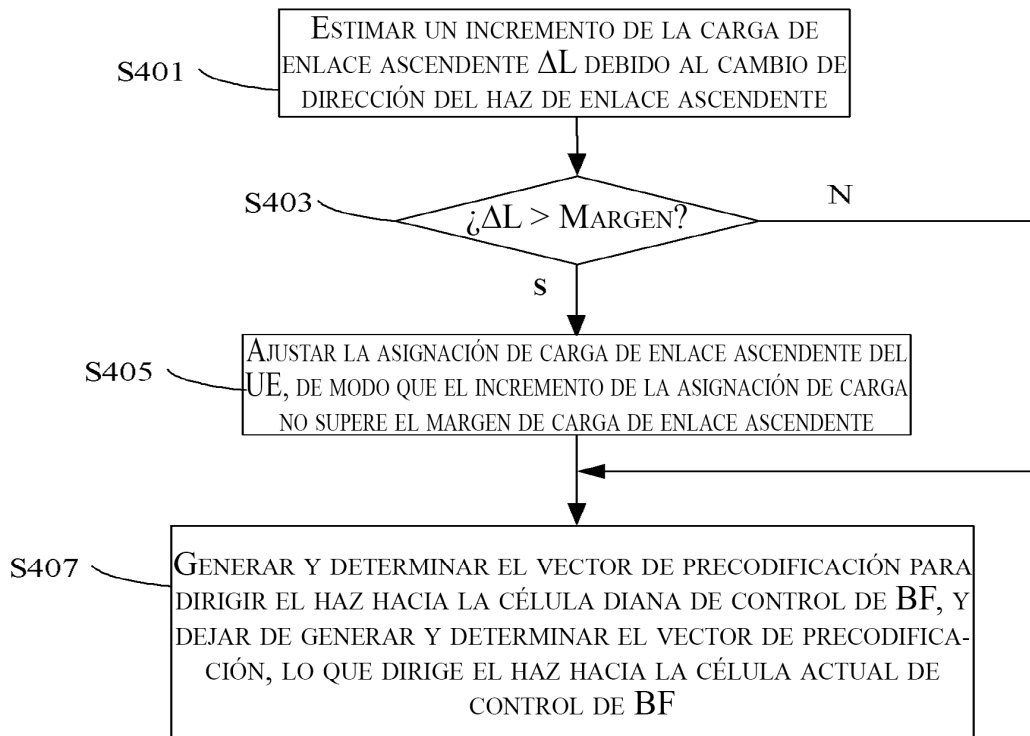 Estimar un incremento de la carga de
enlace ascendente ΔL debido al cambio de
dirección del haz de enlace ascendente
S401
S403
¿ΔL > Margen?
N
s
Ajustar la asignación de carga de enlace ascendente del
UE, de modo que el incremento de la asignación de carga
no supere el margen de carga de enlace ascendente
S405
S407
Generar y determinar el vector de precodificación para
dirigir el haz hacia la célula diana de control de BF, y
dejar de generar y determinar el vector de precodifica-
ción, lo que dirige el haz hacia la célula actual de
control de BF